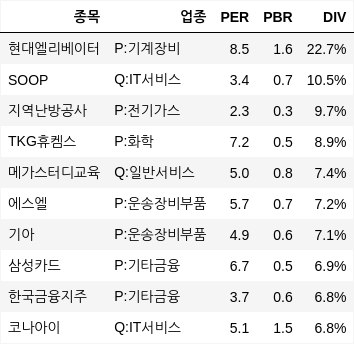 종목 업종 PER PBR DIV
현대엘리베이터 P:기계장비 8.5 1.6 22.7%
SOOP Q:IT서비스 3.4 0.7 10.5%
지역난방공사 P:전기가스 2.3 0.3 9.7%
TKG휴켐스 P:화학 7.2 0.5 8.9%
메가스터디교육 Q:일반서비스 5.0 0.8 7.4%
에스엘 P:운송장비부품 5.7 0.7 7.2%
기아 P:운송장비부품 4.9 0.6 7.1%
삼성카드 P:기타금융 6.7 0.5 6.9%
한국금융지주 P:기타금융 3.7 0.6 6.8%
코나아이 Q:IT서비스 5.1 1.5 6.8%